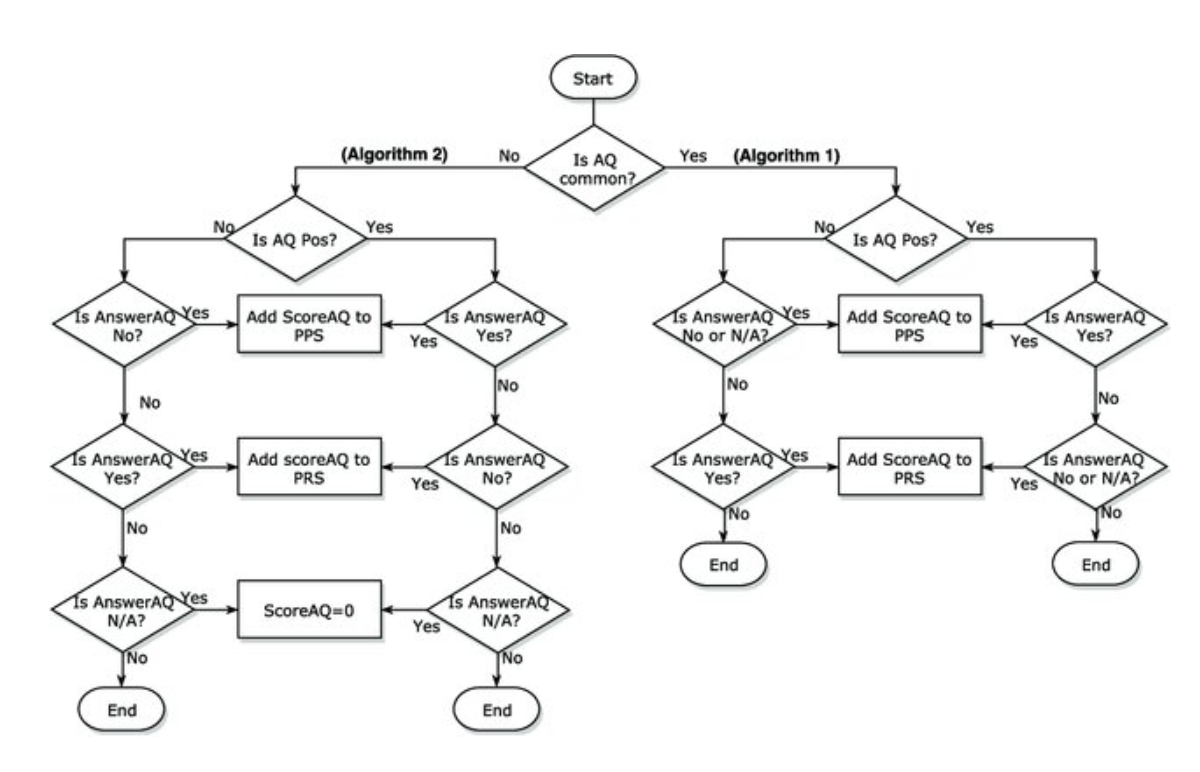 Start
(Algorithm 2)
No
Is AQ
common?
Yes
(Algorithm 1)
No
Is AQ Pos?
Yes
No
Is AQ Pos?
Yes
Is AnswerAQ
No?
Yes
Add ScoreAQ to
PPS
Yes
Is AnswerAQ
Yes?
Is AnswerAQ
No or N/A?
Yes
Add ScoreAQ to
PPS
Yes
Is AnswerAQ
Yes?
No
No
No
No
Is AnswerAQ
Yes?
Yes
Add scoreAQ to
PRS
Yes
Is AnswerAQ
No?
Is AnswerAQ
Yes?
Yes
Add ScoreAQ to
PRS
Yes
Is AnswerAQ
No or N/A?
No
No
No
No
End
End
Is AnswerAQ
N/A?
Yes
ScoreAQ=0
Yes
Is AnswerAQ
N/A?
No
No
End
End